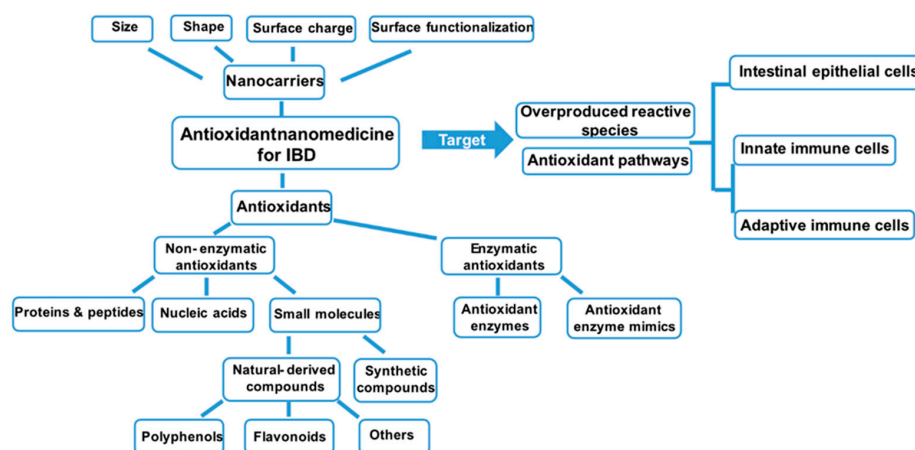 Size
Shape
Surface charge
Surface functionalization
Nanocarriers
Antioxidantnanomedicine
for IBD
Target
Overproduced reactive
species
Antioxidant pathways
Intestinal epithelial cells
Innate immune cells
Adaptive immune cells
Antioxidants
Non-enzymatic
antioxidants
Enzymatic
antioxidants
Proteins & peptides
Nucleic acids
Small molecules
Antioxidant
enzymes
Antioxidant
enzyme mimics
Natural-derived
compounds
Synthetic
compounds
Polyphenols
Flavonoids
Others